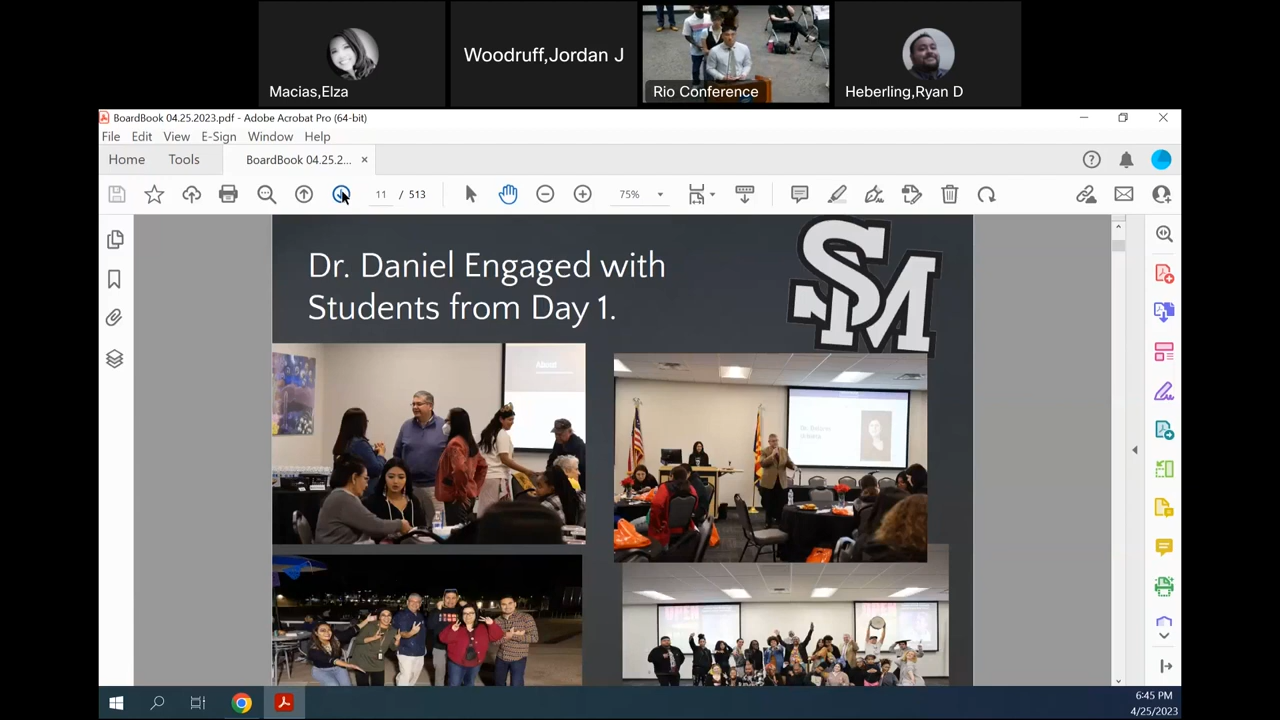 Woodruff,Jordan J
Macias,Elza
Rio Conference
Heberling,Ryan D
BoardBook 04.25.2023.pdf - Adobe Acrobat Pro (64-bit)
File Edit View E-Sign Window Help
Home Tools BoardBook 04.25.2... ×
11 / 513 75%
Dr. Daniel Engaged with
Students from Day 1.
SM
About
6:45 PM
4/25/2023